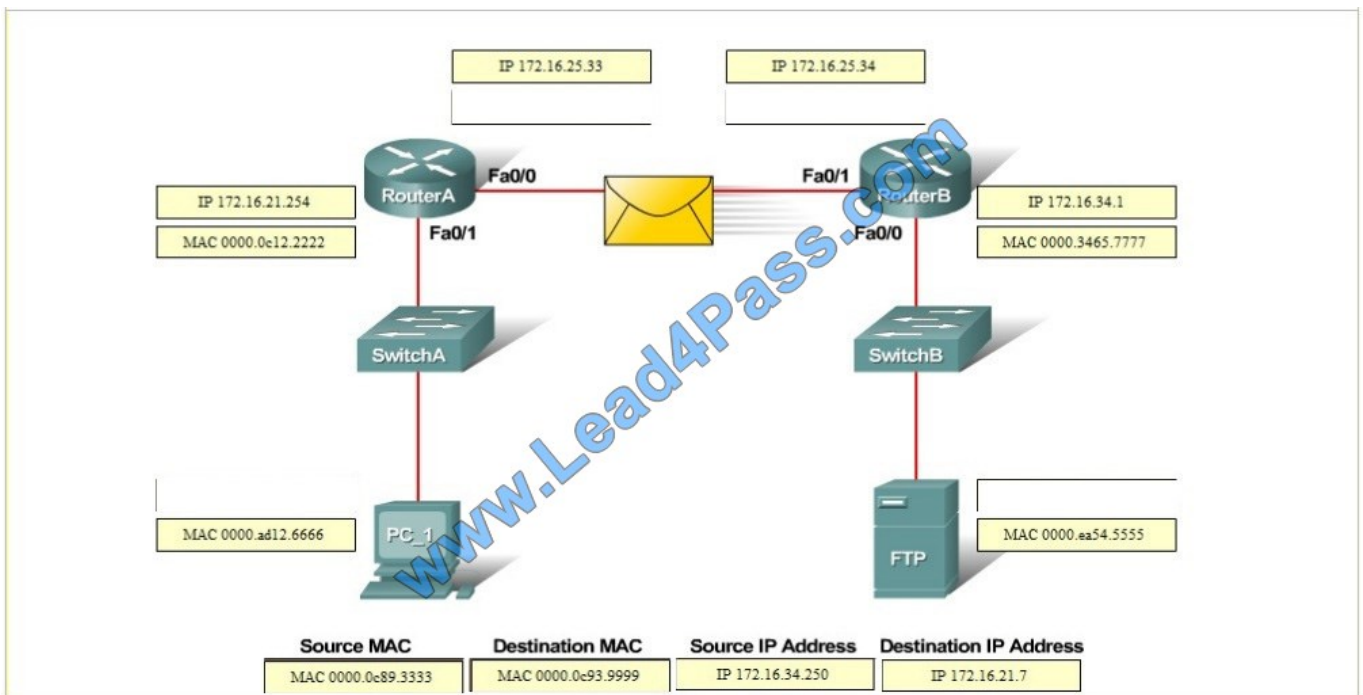 IP 172.16.25.33
IP 172.16.25.34
Fa0/0
Fa0/1
RouterA
RouterB
IP 172.16.21.254
IP 172.16.34.1
MAC 0000.0c12.2222
Fa0/1
Fa0/0
MAC 0000.3465.7777
www.Lead4Pass.com
SwitchA
SwitchB
MAC 0000.ad12.6666
PC_1
MAC 0000.ea54.5555
FTP
Source MAC
Destination MAC
Source IP Address
Destination IP Address
MAC 0000.0c89.3333
MAC 0000.0c93.9999
IP 172.16.34.250
IP 172.16.21.7